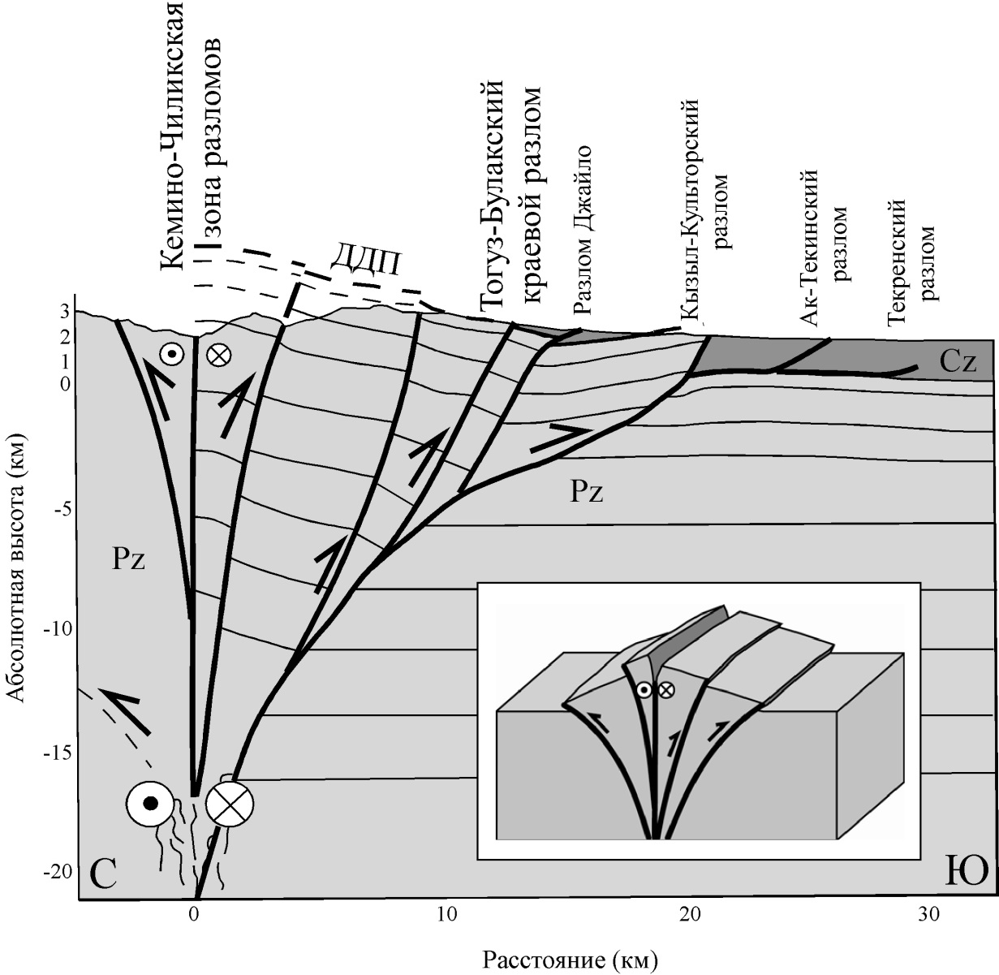 Кемино-Чиликская
зона разломов
ДДП
Тогуз-Булакский
краевой разлом
Разлом Джайло
Кызыл-Культорский
разлом
Ак-Текинский
разлом
Текренский
разлом
Абсолютная высота (км)
3
2
1
0
-5
-10
-15
-20
Cz
Pz
Pz
С
Ю
0
10
20
30
Расстояние (км)